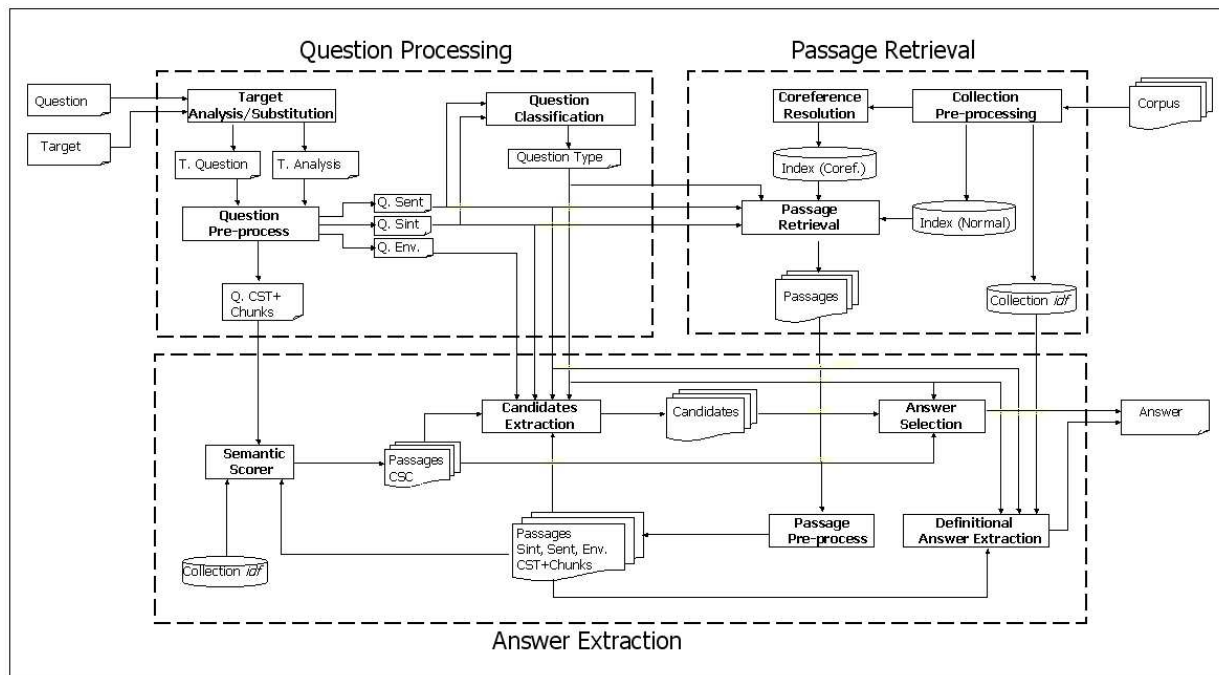 Question Processing
Passage Retrieval
Question
Target
Target
Analysis/Substitution
Question
Classification
Coreference
Resolution
Collection
Pre-processing
Corpus
T. Question
T. Analysis
Question Type
Index (Coref.)
Question
Pre-process
Q. Sent
Q. Sint
Q. Env.
Passage
Retrieval
Index (Normal)
Q. CST+
Chunks
Passages
Collection idf
Candidates
Extraction
Candidates
Answer
Selection
Answer
Semantic
Scorer
Passages
CSC
Passages
Sint, Sent, Env.
CST+Chunks
Passage
Pre-process
Definitional
Answer Extraction
Collection idf
Answer Extraction